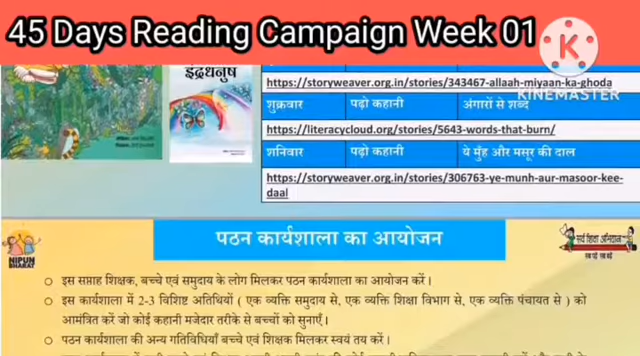 45 Days Reading Campaign Week 01
KINEMASTER
इंद्रधनुष
https://storyweaver.org.in/stories/343467-allaah-miyaan-ka-ghoda
शुक्रवार पढ़ो कहानी अंगारों से शब्द
https://literacycloud.org/stories/5643-words-that-burn/
शनिवार पढ़ो कहानी ये मुँह और मसूर की दाल
https://storyweaver.org.in/stories/306763-ye-munh-aur-masoor-kee-
daal
पठन कार्यशाला का आयोजन
NIPUN
BHARAT
सर्व शिक्षा अभियान
सब पढ़ें सब बढ़ें
○ इस सप्ताह शिक्षक, बच्चे एवं समुदाय के लोग मिलकर पठन कार्यशाला का आयोजन करें।
○ इस कार्यशाला में 2-3 विशिष्ट अतिथियों ( एक व्यक्ति समुदाय से, एक व्यक्ति शिक्षा विभाग से, एक व्यक्ति पंचायत से ) को
आमंत्रित करें जो कोई कहानी मजेदार तरीके से बच्चों को सुनाएँ।
○ पठन कार्यशाला की अन्य गतिविधियाँ बच्चे एवं शिक्षक मिलकर स्वयं तय करें।